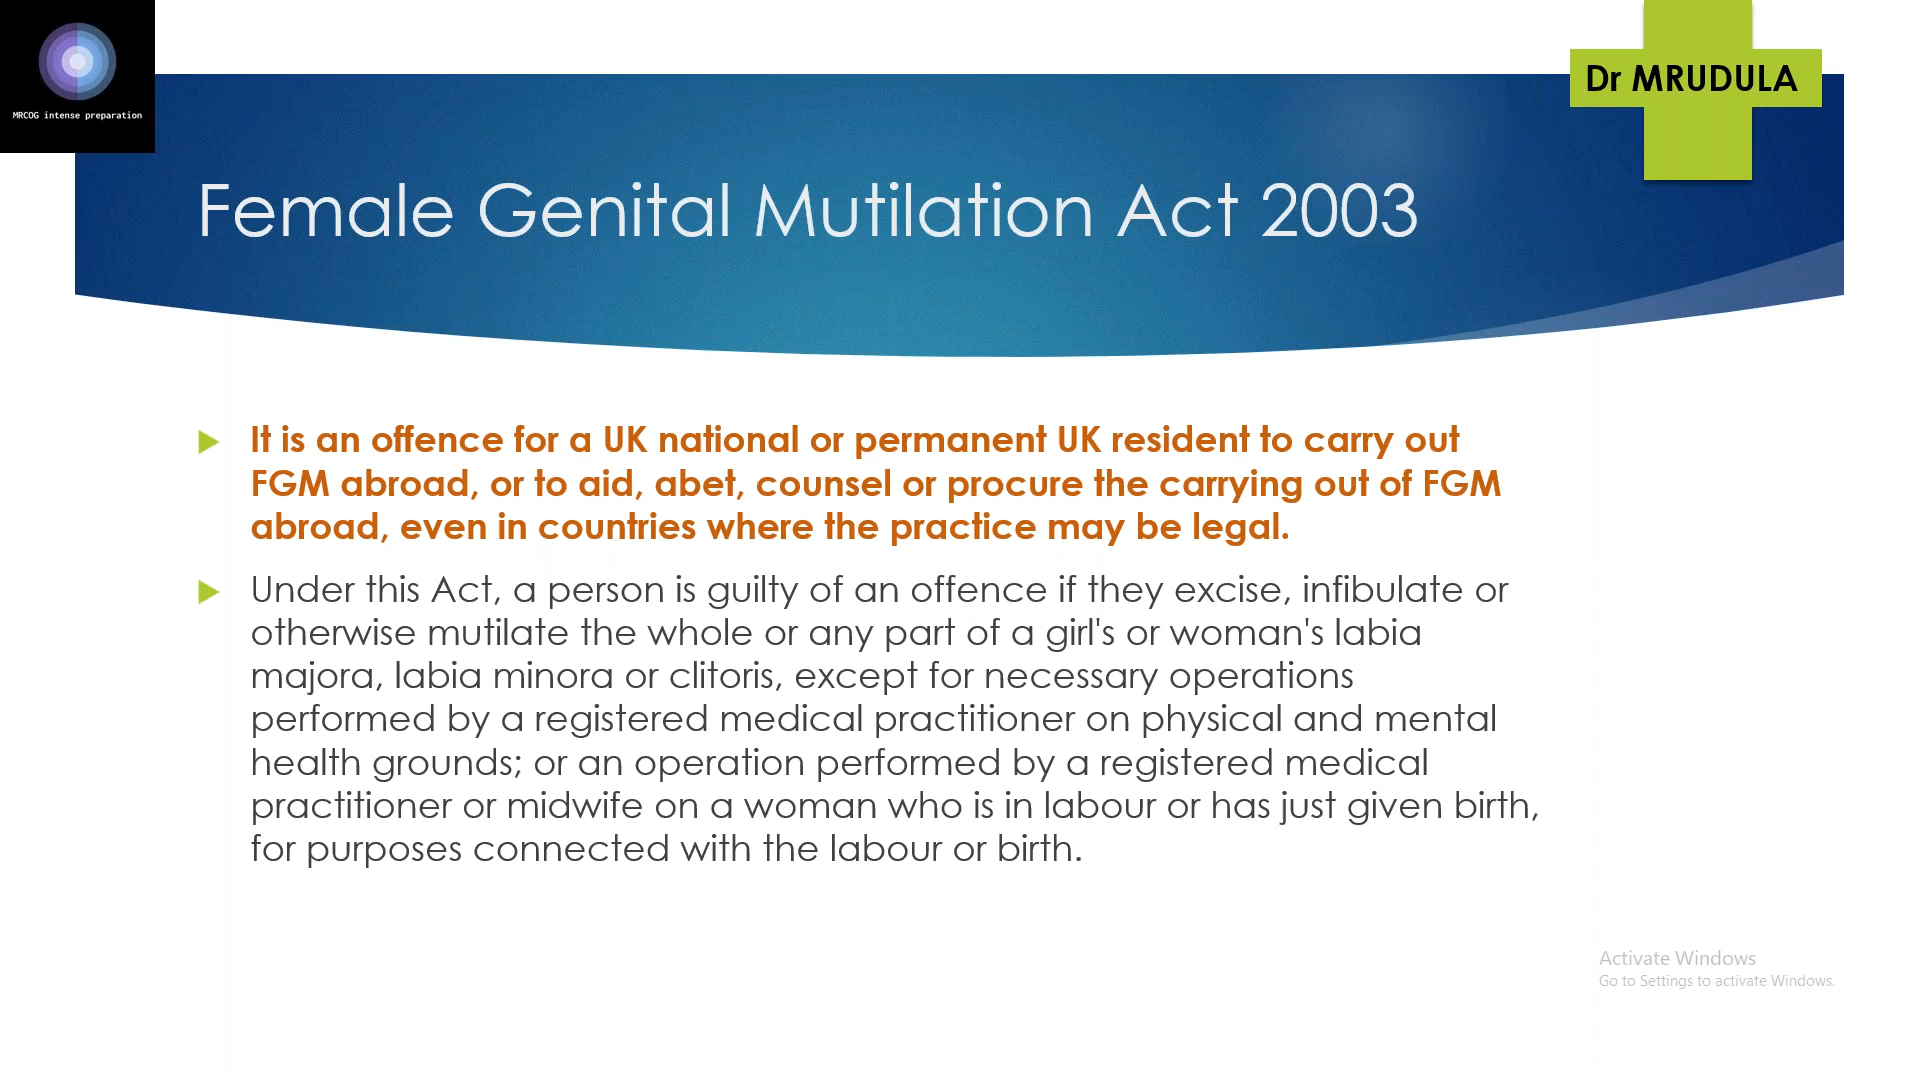 MRCOG intense preparation
Dr MRUDULA
Female Genital Mutilation Act 2003
It is an offence for a UK national or permanent UK resident to carry out
FGM abroad, or to aid, abet, counsel or procure the carrying out of FGM
abroad, even in countries where the practice may be legal.
Under this Act, a person is guilty of an offence if they excise, infibulate or
otherwise mutilate the whole or any part of a girl's or woman's labia
majora, labia minora or clitoris, except for necessary operations
performed by a registered medical practitioner on physical and mental
health grounds; or an operation performed by a registered medical
practitioner or midwife on a woman who is in labour or has just given birth,
for purposes connected with the labour or birth.
Activate Windows
Go to Settings to activate Windows.